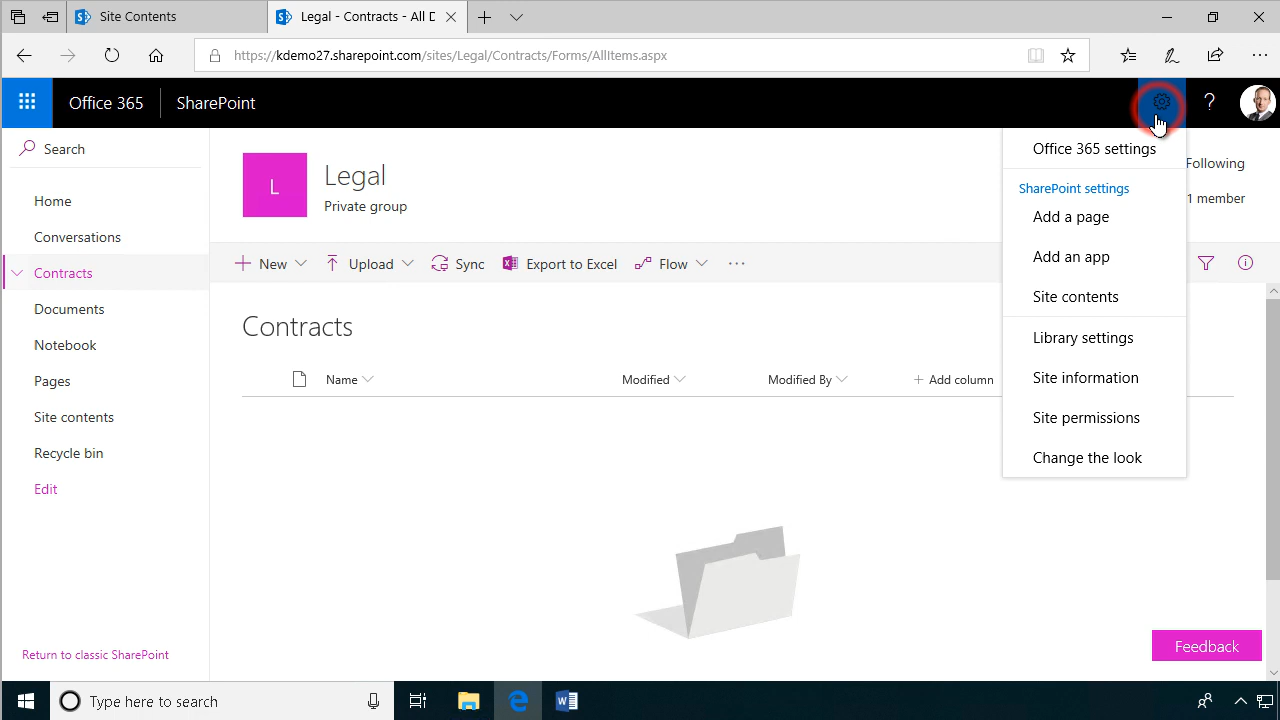 Site Contents
Legal - Contracts - All D
https://kdemo27.sharepoint.com/sites/Legal/Contracts/Forms/AllItems.aspx
Office 365
SharePoint
?
Search
Home
Conversations
Contracts
Documents
Notebook
Pages
Site contents
Recycle bin
Edit
Return to classic SharePoint
L
Legal
Private group
Following
1 member
New
Upload
Sync
Export to Excel
Flow
Contracts
Name
Modified
Modified By
Add column
Office 365 settings
SharePoint settings
Add a page
Add an app
Site contents
Library settings
Site information
Site permissions
Change the look
Feedback
Type here to search